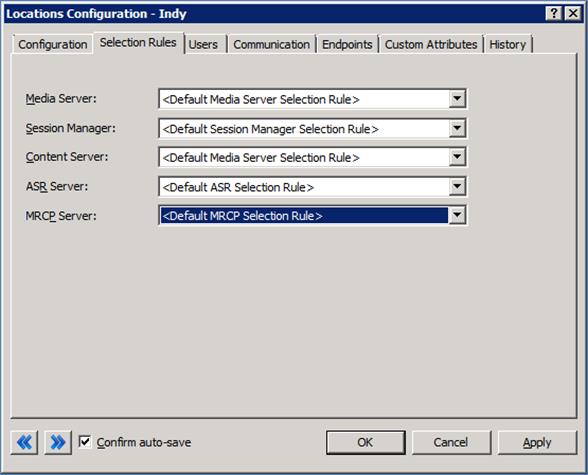 Locations Configuration - Indy
Configuration Selection Rules Users Communication Endpoints Custom Attributes History
Media Server: <Default Media Server Selection Rule>
Session Manager: <Default Session Manager Selection Rule>
Content Server: <Default Media Server Selection Rule>
ASR Server: <Default ASR Selection Rule>
MRCP Server: <Default MRCP Selection Rule>
Confirm auto-save OK Cancel Apply